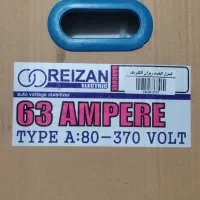 REIZAN
ELECTRIC
auto voltage stabilizer
63 AMPERE
TYPE A:80-370 VOLT